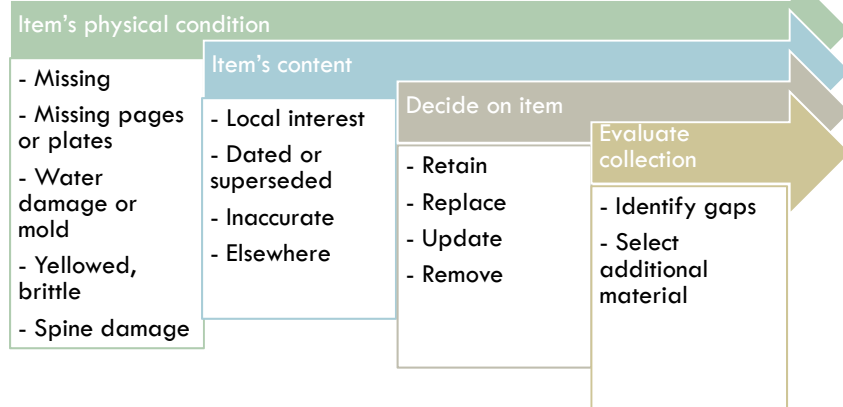 Item's physical condition
- Missing
- Missing pages
or plates
- Water
damage or
mold
- Yellowed,
brittle
- Spine damage
Item's content
- Local interest
- Dated or
superseded
- Inaccurate
- Elsewhere
Decide on item
- Retain
- Replace
- Update
- Remove
Evaluate
collection
- Identify gaps
- Select
additional
material